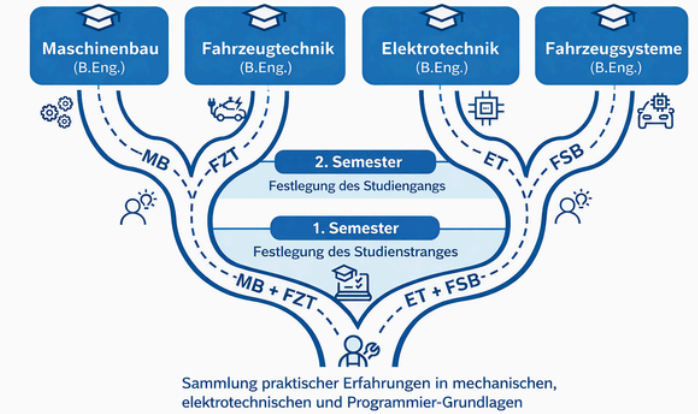 Maschinenbau
(B.Eng.)
Fahrzeugtechnik
(B.Eng.)
Elektrotechnik
(B.Eng.)
Fahrzeugsysteme
(B.Eng.)
MB
FZT
ET
FSB
2. Semester
Festlegung des Studiengangs
1. Semester
Festlegung des Studienstranges
MB + FZT
ET + FSB
Sammlung praktischer Erfahrungen in mechanischen,
elektrotechnischen und Programmier-Grundlagen